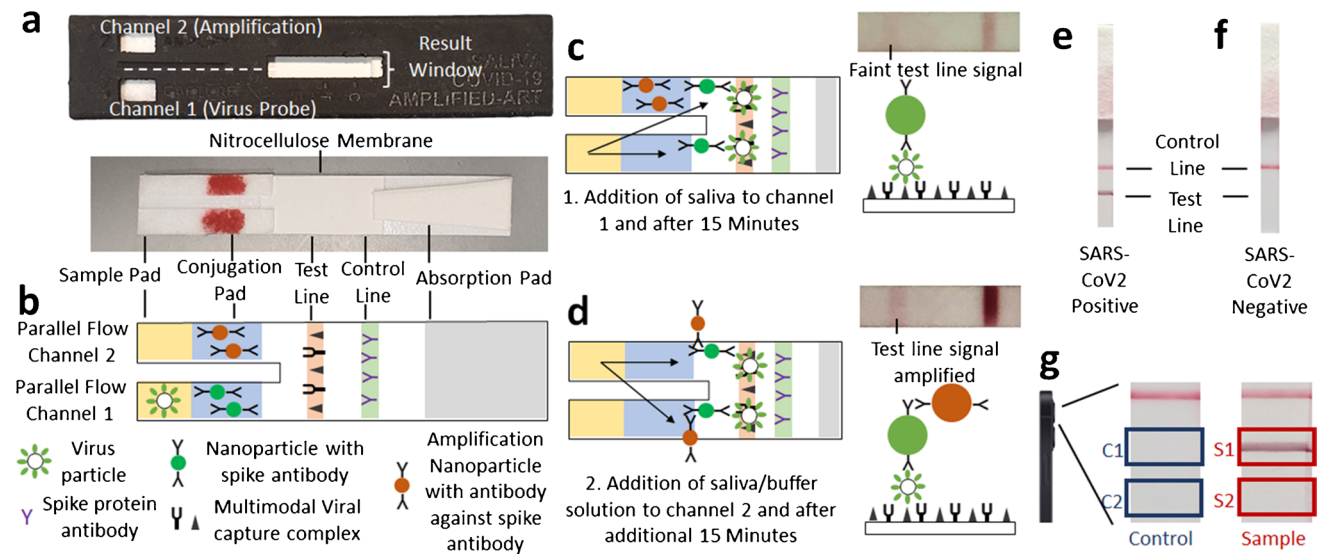 a
Channel 2 (Amplification)
Result
Window
SALIVA
COVID-19
AMPLIFIED-ART
Channel 1 (Virus Probe)
Nitrocellulose Membrane
Sample Pad
Conjugation
Pad
Test
Line
Control
Line
Absorption Pad
b
Parallel Flow
Channel 2
Parallel Flow
Channel 1
Virus
particle
Nanoparticle with
spike antibody
Spike protein
antibody
Multimodal Viral
capture complex
Amplification
Nanoparticle
with antibody
against spike
antibody
c
1. Addition of saliva to channel
1 and after 15 Minutes
Faint test line signal
d
2. Addition of saliva/buffer
solution to channel 2 and after
additional 15 Minutes
Test line signal
amplified
e
f
Control
Line
Test
Line
SARS-
CoV2
Positive
SARS-
CoV2
Negative
g
C1
C2
Control
S1
S2
Sample